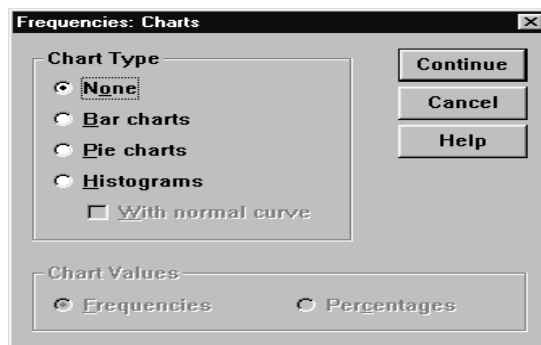 Frequencies: Charts
Chart Type
None
Bar charts
Pie charts
Histograms
With normal curve
Continue
Cancel
Help
Chart Values
Frequencies Percentages